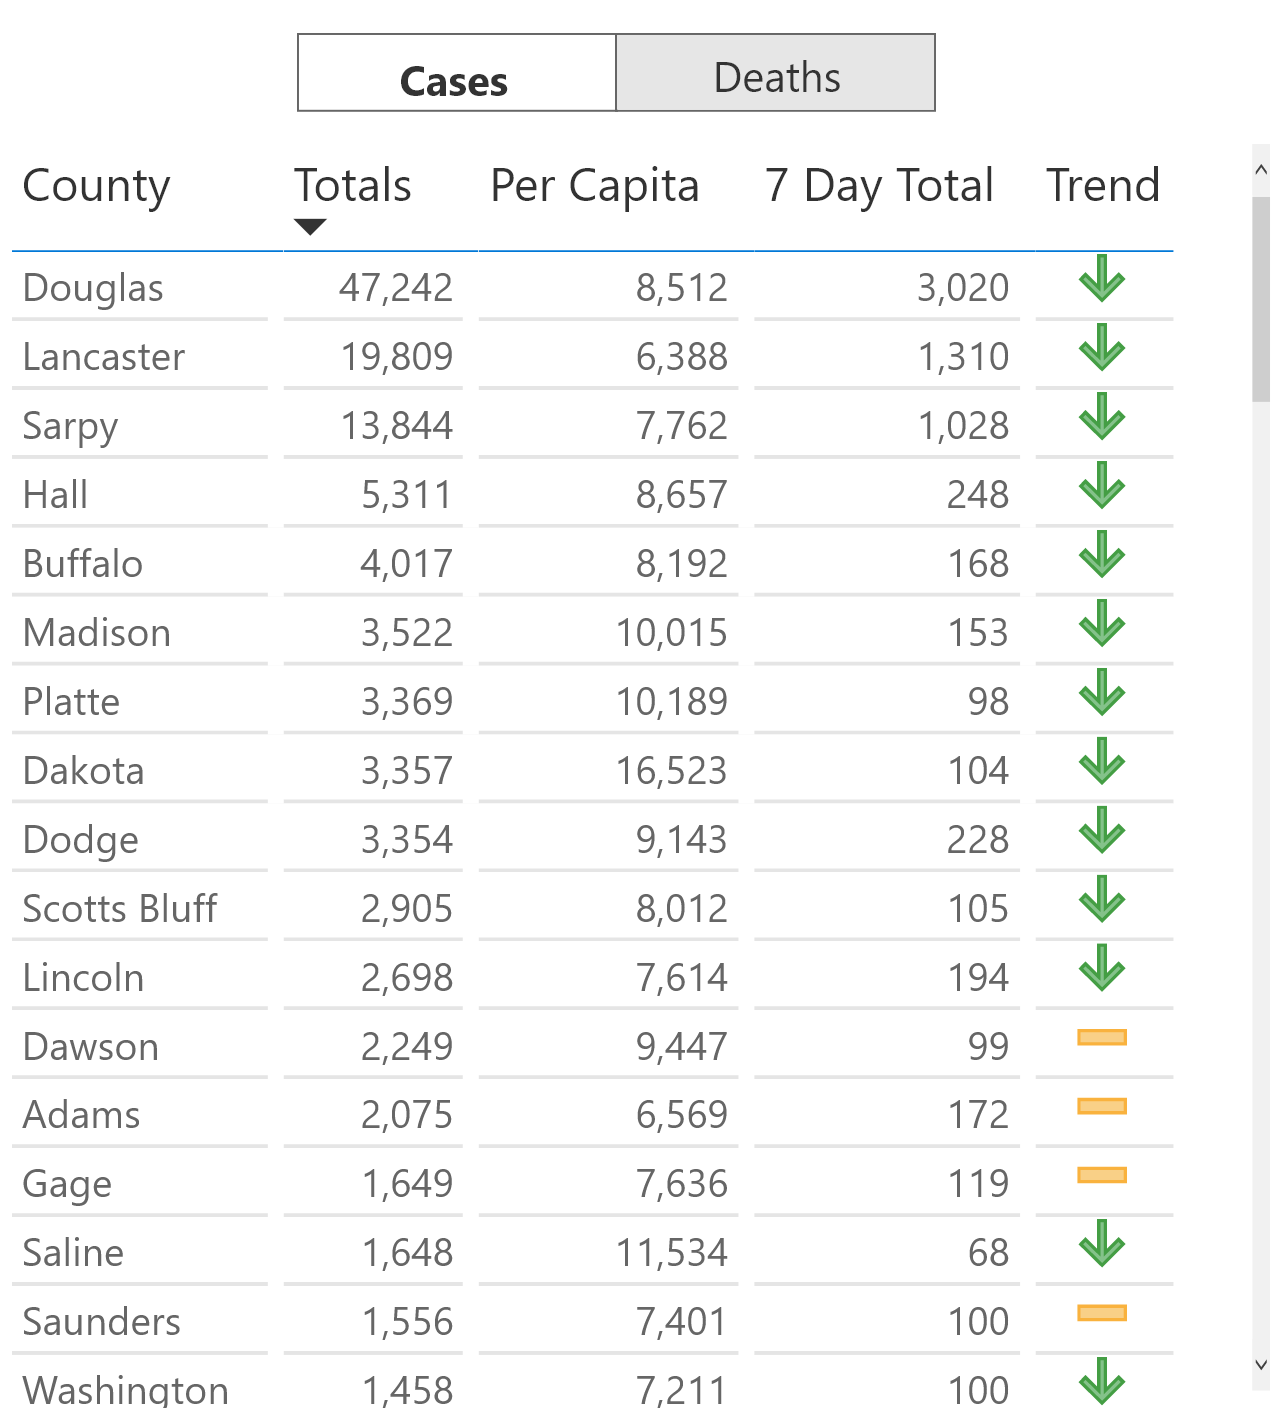 Cases Deaths
County Totals Per Capita 7 Day Total Trend
Douglas 47,242 8,512 3,020
Lancaster 19,809 6,388 1,310
Sarpy 13,844 7,762 1,028
Hall 5,311 8,657 248
Buffalo 4,017 8,192 168
Madison 3,522 10,015 153
Platte 3,369 10,189 98
Dakota 3,357 16,523 104
Dodge 3,354 9,143 228
Scotts Bluff 2,905 8,012 105
Lincoln 2,698 7,614 194
Dawson 2,249 9,447 99
Adams 2,075 6,569 172
Gage 1,649 7,636 119
Saline 1,648 11,534 68
Saunders 1,556 7,401 100
Washington 1,458 7,211 100